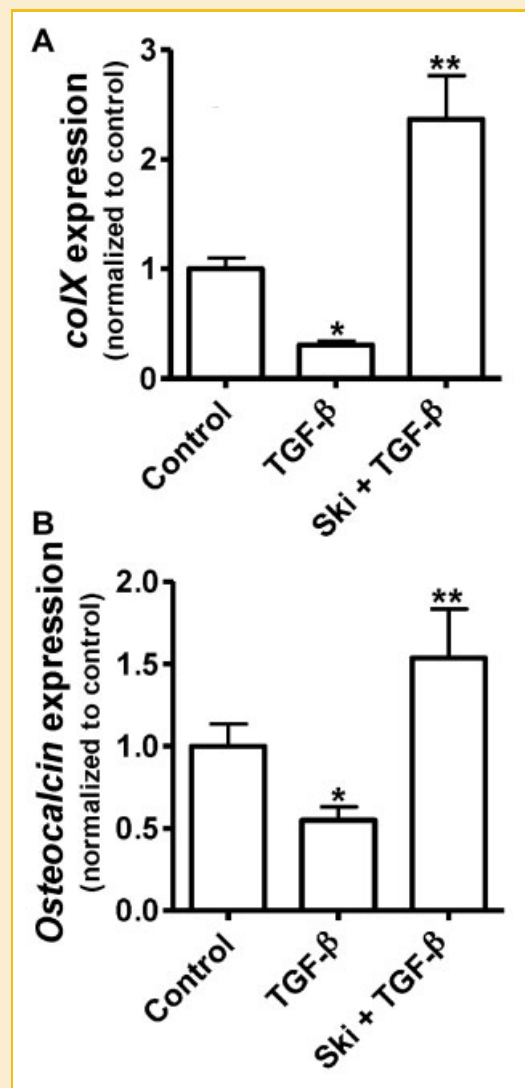 A
colX expression
(normalized to control)
3
2
1
0
**
*
Control
TGF-β
Ski + TGF-β
B
Osteocalcin expression
(normalized to control)
2.0
1.5
1.0
0.5
0.0
**
*
Control
TGF-β
Ski + TGF-β